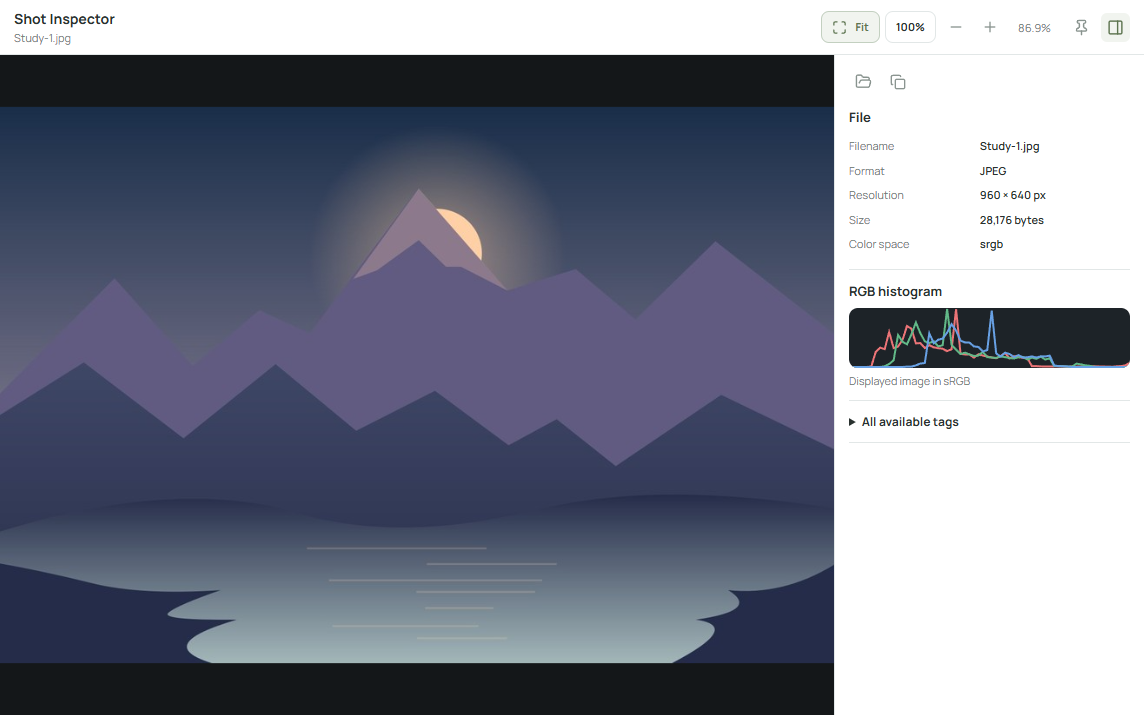 Shot Inspector
Study-1.jpg
Fit
100%
86.9%
File
Filename Study-1.jpg
Format JPEG
Resolution 960 × 640 px
Size 28,176 bytes
Color space srgb
RGB histogram
Displayed image in sRGB
All available tags